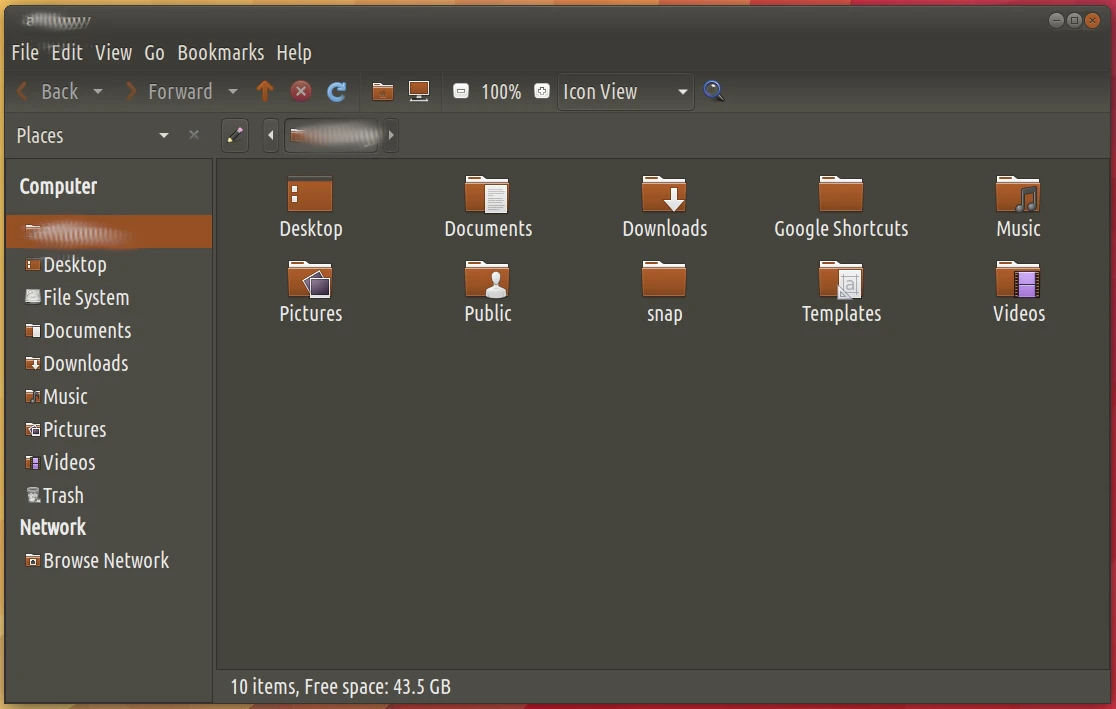 File Edit View Go Bookmarks Help
Back Forward 100% Icon View
Places
Computer
Desktop
File System
Documents
Downloads
Music
Pictures
Videos
Trash
Network
Browse Network
Desktop Documents Downloads Google Shortcuts Music
Pictures Public snap Templates Videos
10 items, Free space: 43.5 GB